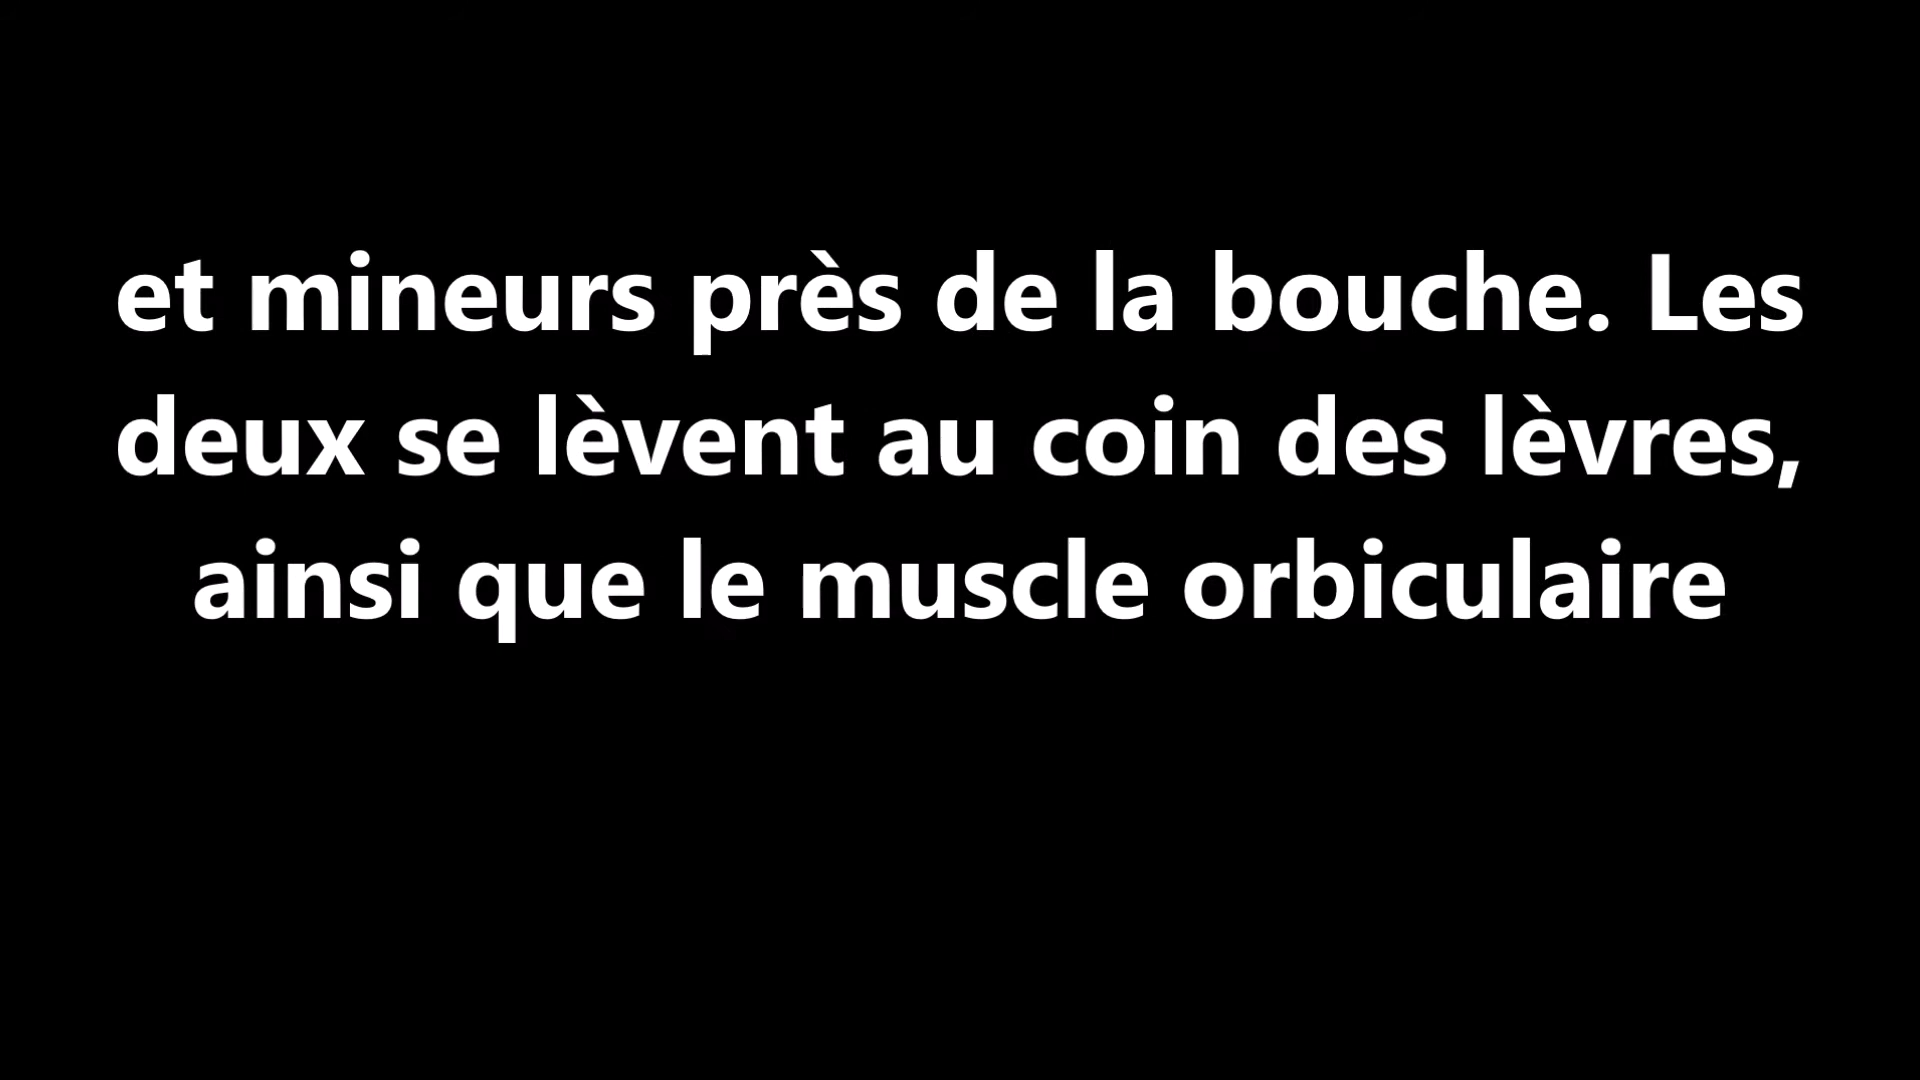 et mineurs près de la bouche. Les
deux se lèvent au coin des lèvres,
ainsi que le muscle orbiculaire